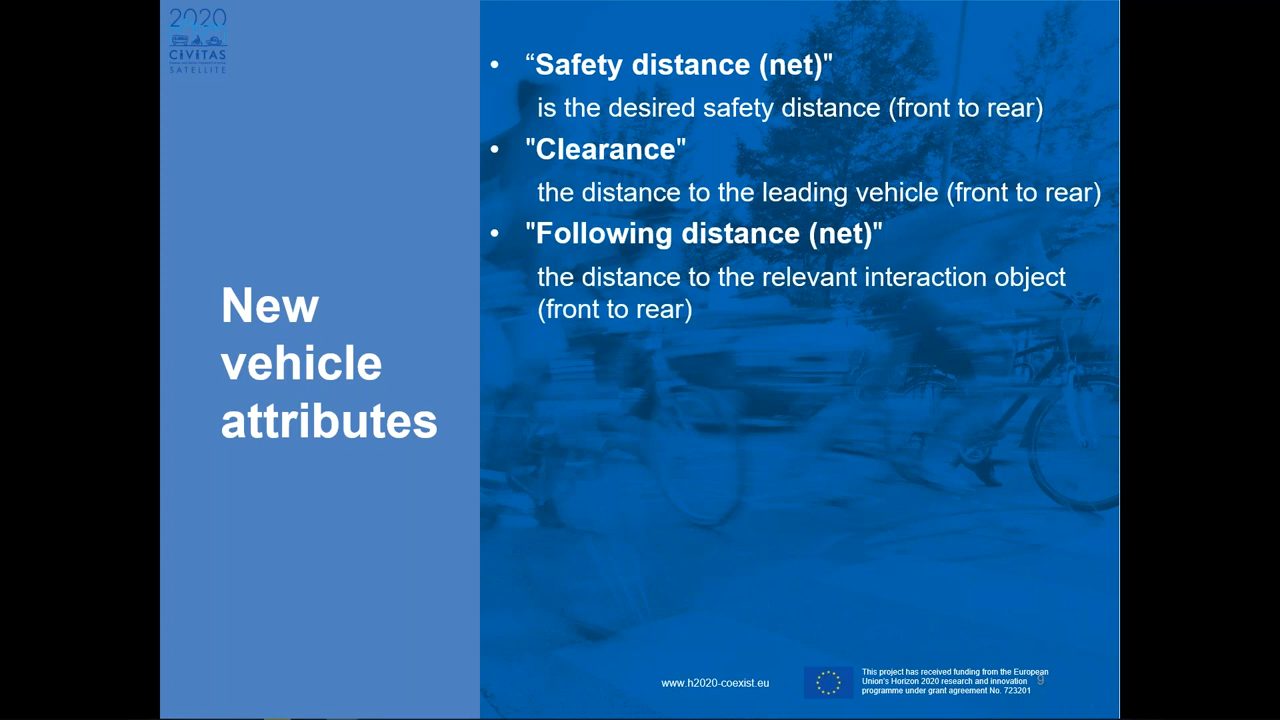 2020
CIVITAS
SATELLITE
New
vehicle
attributes
• “Safety distance (net)"
is the desired safety distance (front to rear)
• "Clearance"
the distance to the leading vehicle (front to rear)
• "Following distance (net)"
the distance to the relevant interaction object
(front to rear)
www.h2020-coexist.eu
This project has received funding from the European
Union's Horizon 2020 research and innovation
programme under grant agreement No. 723201
9